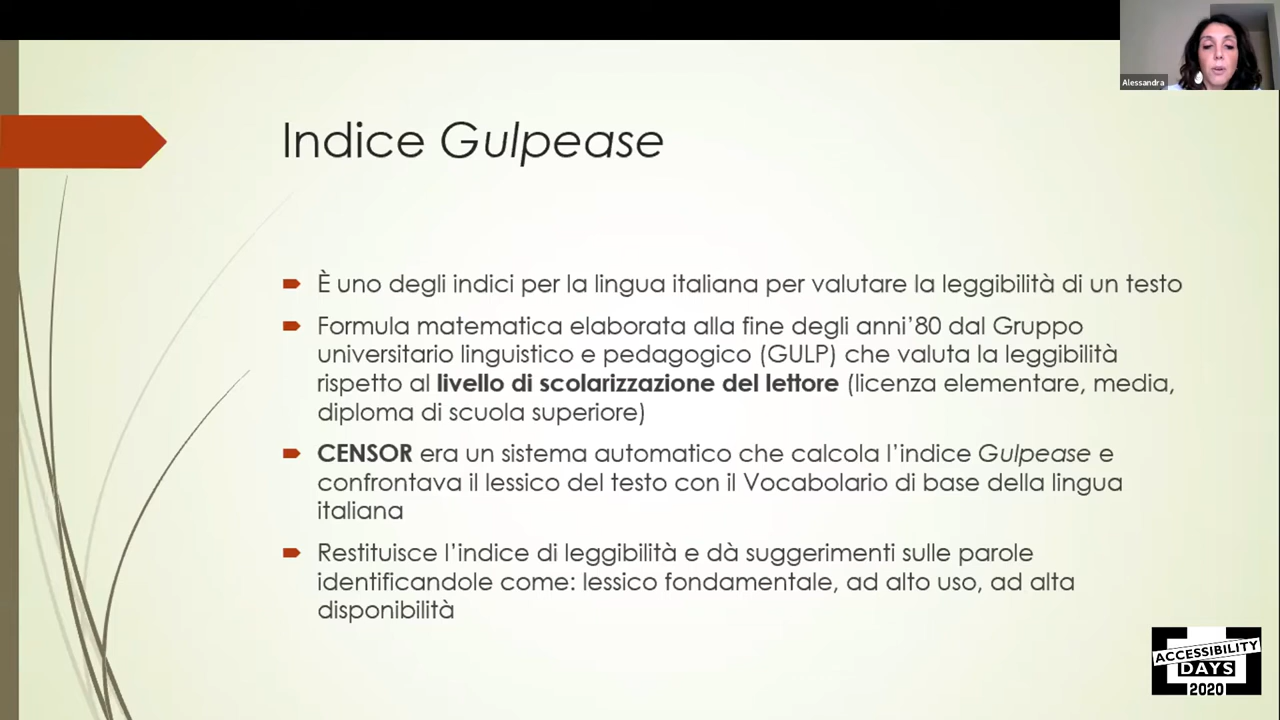 Alessandra
Indice Gulpease
È uno degli indici per la lingua italiana per valutare la leggibilità di un testo
Formula matematica elaborata alla fine degli anni’80 dal Gruppo
universitario linguistico e pedagogico (GULP) che valuta la leggibilità
rispetto al livello di scolarizzazione del lettore (licenza elementare, media,
diploma di scuola superiore)
CENSOR era un sistema automatico che calcola l’indice Gulpease e
confrontava il lessico del testo con il Vocabolario di base della lingua
italiana
Restituisce l’indice di leggibilità e dà suggerimenti sulle parole
identificandole come: lessico fondamentale, ad alto uso, ad alta
disponibilità
ACCESSIBILITY
DAYS
2020